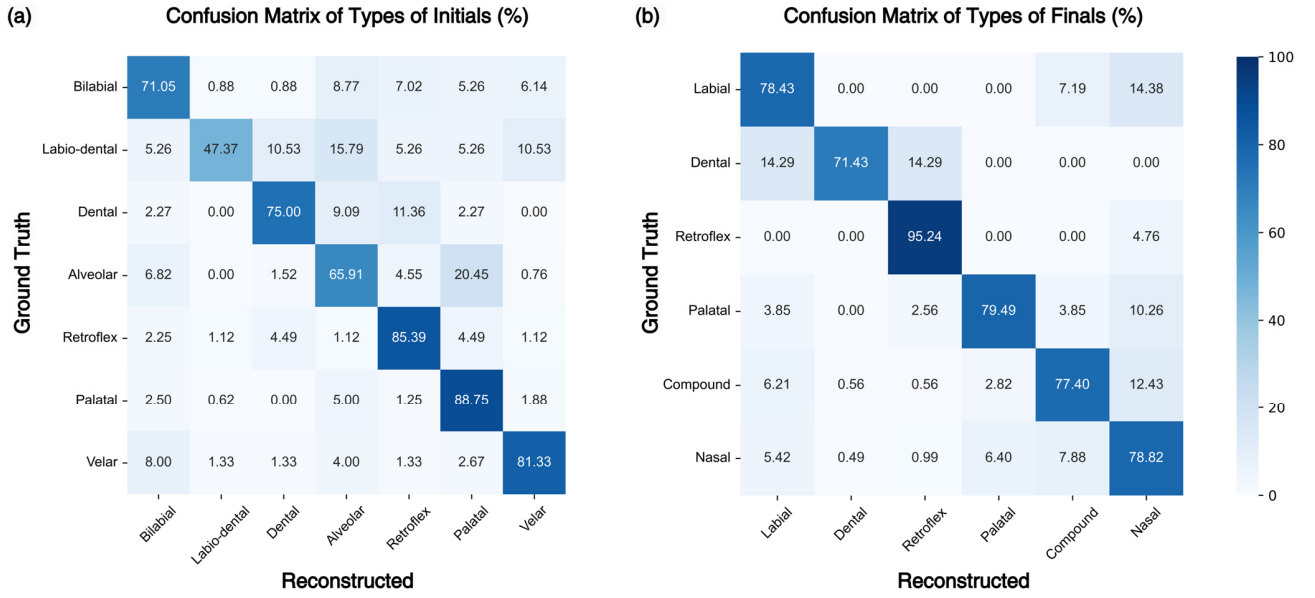 (a) Confusion Matrix of Types of Initials (%)
Ground Truth
Bilabial 71.05 0.88 0.88 8.77 7.02 5.26 6.14
Labio-dental 5.26 47.37 10.53 15.79 5.26 5.26 10.53
Dental 2.27 0.00 75.00 9.09 11.36 2.27 0.00
Alveolar 6.82 0.00 1.52 65.91 4.55 20.45 0.76
Retroflex 2.25 1.12 4.49 1.12 85.39 4.49 1.12
Palatal 2.50 0.62 0.00 5.00 1.25 88.75 1.88
Velar 8.00 1.33 1.33 4.00 1.33 2.67 81.33
Bilabial Labio-dental Dental Alveolar Retroflex Palatal Velar
Reconstructed
(b) Confusion Matrix of Types of Finals (%)
Ground Truth
Labial 78.43 0.00 0.00 0.00 7.19 14.38
Dental 14.29 71.43 14.29 0.00 0.00 0.00
Retroflex 0.00 0.00 95.24 0.00 0.00 4.76
Palatal 3.85 0.00 2.56 79.49 3.85 10.26
Compound 6.21 0.56 0.56 2.82 77.40 12.43
Nasal 5.42 0.49 0.99 6.40 7.88 78.82
Labial Dental Retroflex Palatal Compound Nasal
Reconstructed
100
80
60
40
20
0